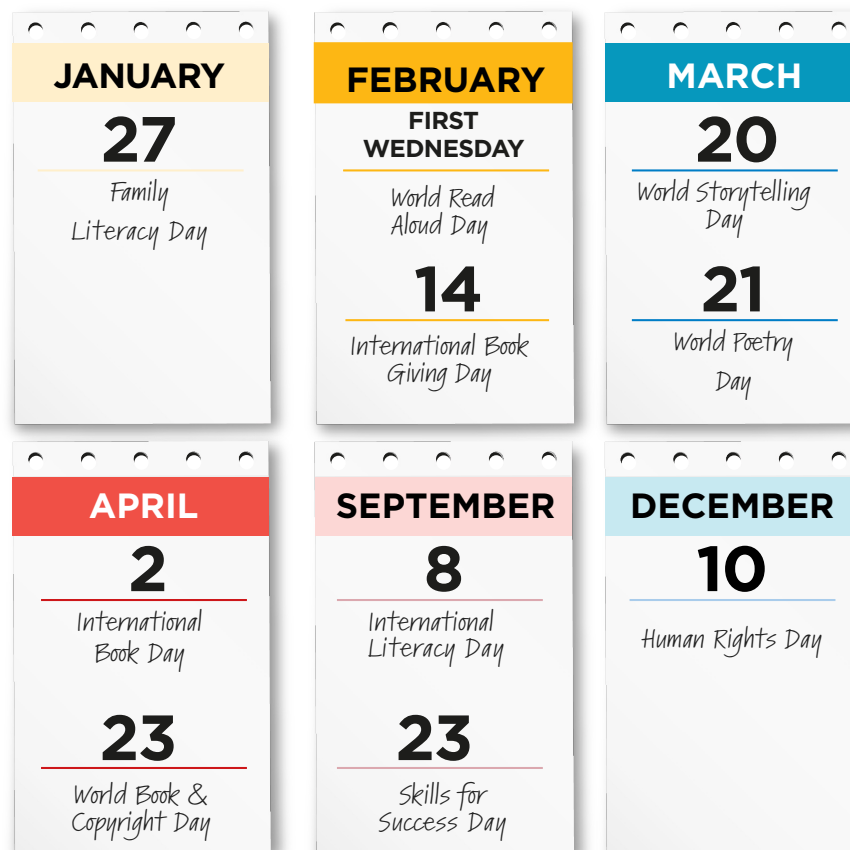 JANUARY
27
Family
Literacy Day
FEBRUARY
FIRST
WEDNESDAY
World Read
Aloud Day
14
International Book
Giving Day
MARCH
20
World Storytelling
Day
21
World Poetry
Day
APRIL
2
International
Book Day
23
World Book &
Copyright Day
SEPTEMBER
8
International
Literacy Day
23
Skills for
Success Day
DECEMBER
10
Human Rights Day